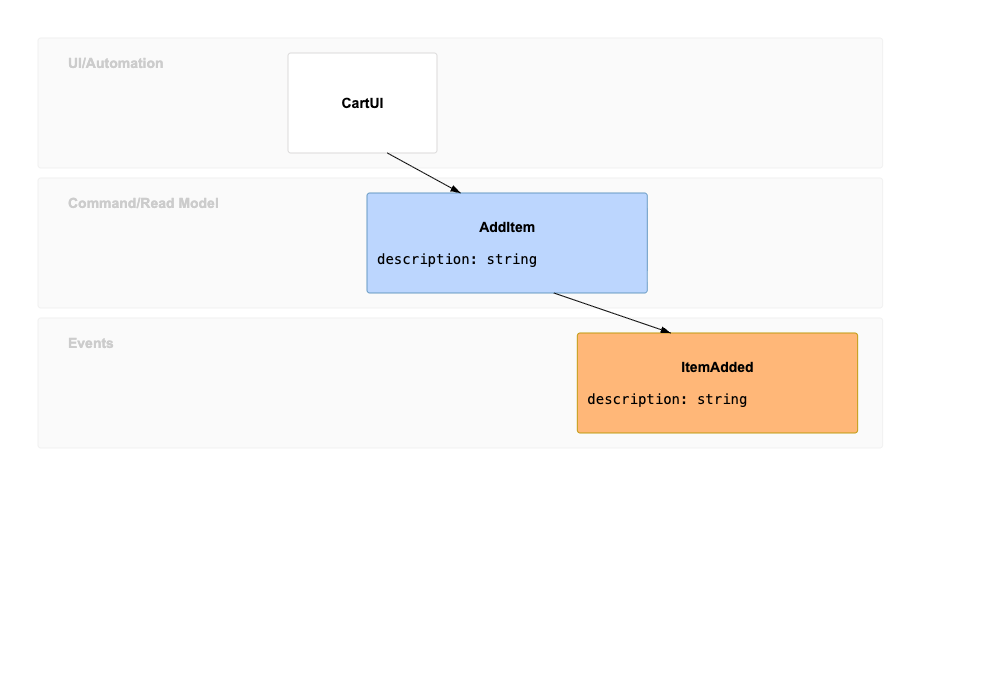 UI/Automation
CartUI
Command/Read Model
AddItem
description: string
Events
ItemAdded
description: string